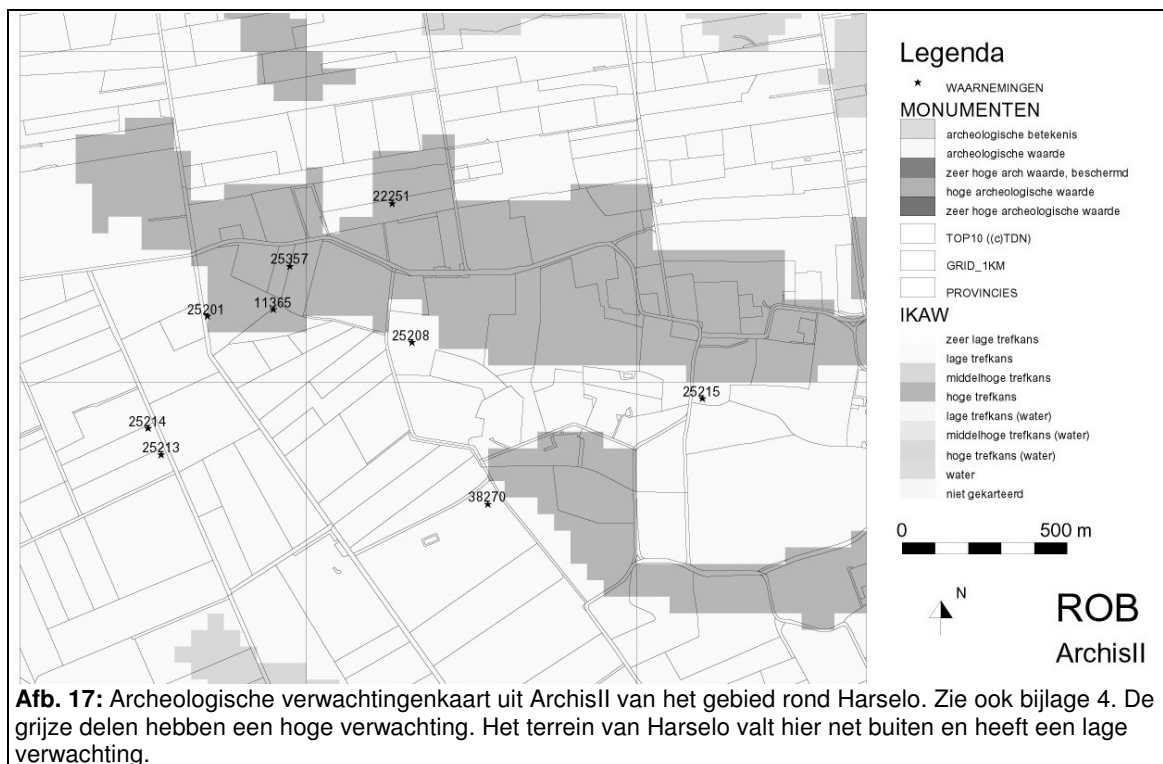 22251
25357
11365
25201
25208
25215
25214
25213
38270
Legenda
WAARNEMINGEN
MONUMENTEN
archeologische betekenis
archeologische waarde
zeer hoge arch waarde, beschermd
hoge archeologische waarde
zeer hoge archeologische waarde
TOP10 ((c)TDN)
GRID_1KM
PROVINCIES
IKAW
zeer lage trefkans
lage trefkans
middelhoge trefkans
hoge trefkans
lage trefkans (water)
middelhoge trefkans (water)
hoge trefkans (water)
water
niet gekarteerd
0 500 m
N
ROB
ArchisII
Afb. 17: Archeologische verwachtingenkaart uit ArchisII van het gebied rond Harselo. Zie ook bijlage 4. De
grijze delen hebben een hoge verwachting. Het terrein van Harselo valt hier net buiten en heeft een lage
verwachting.